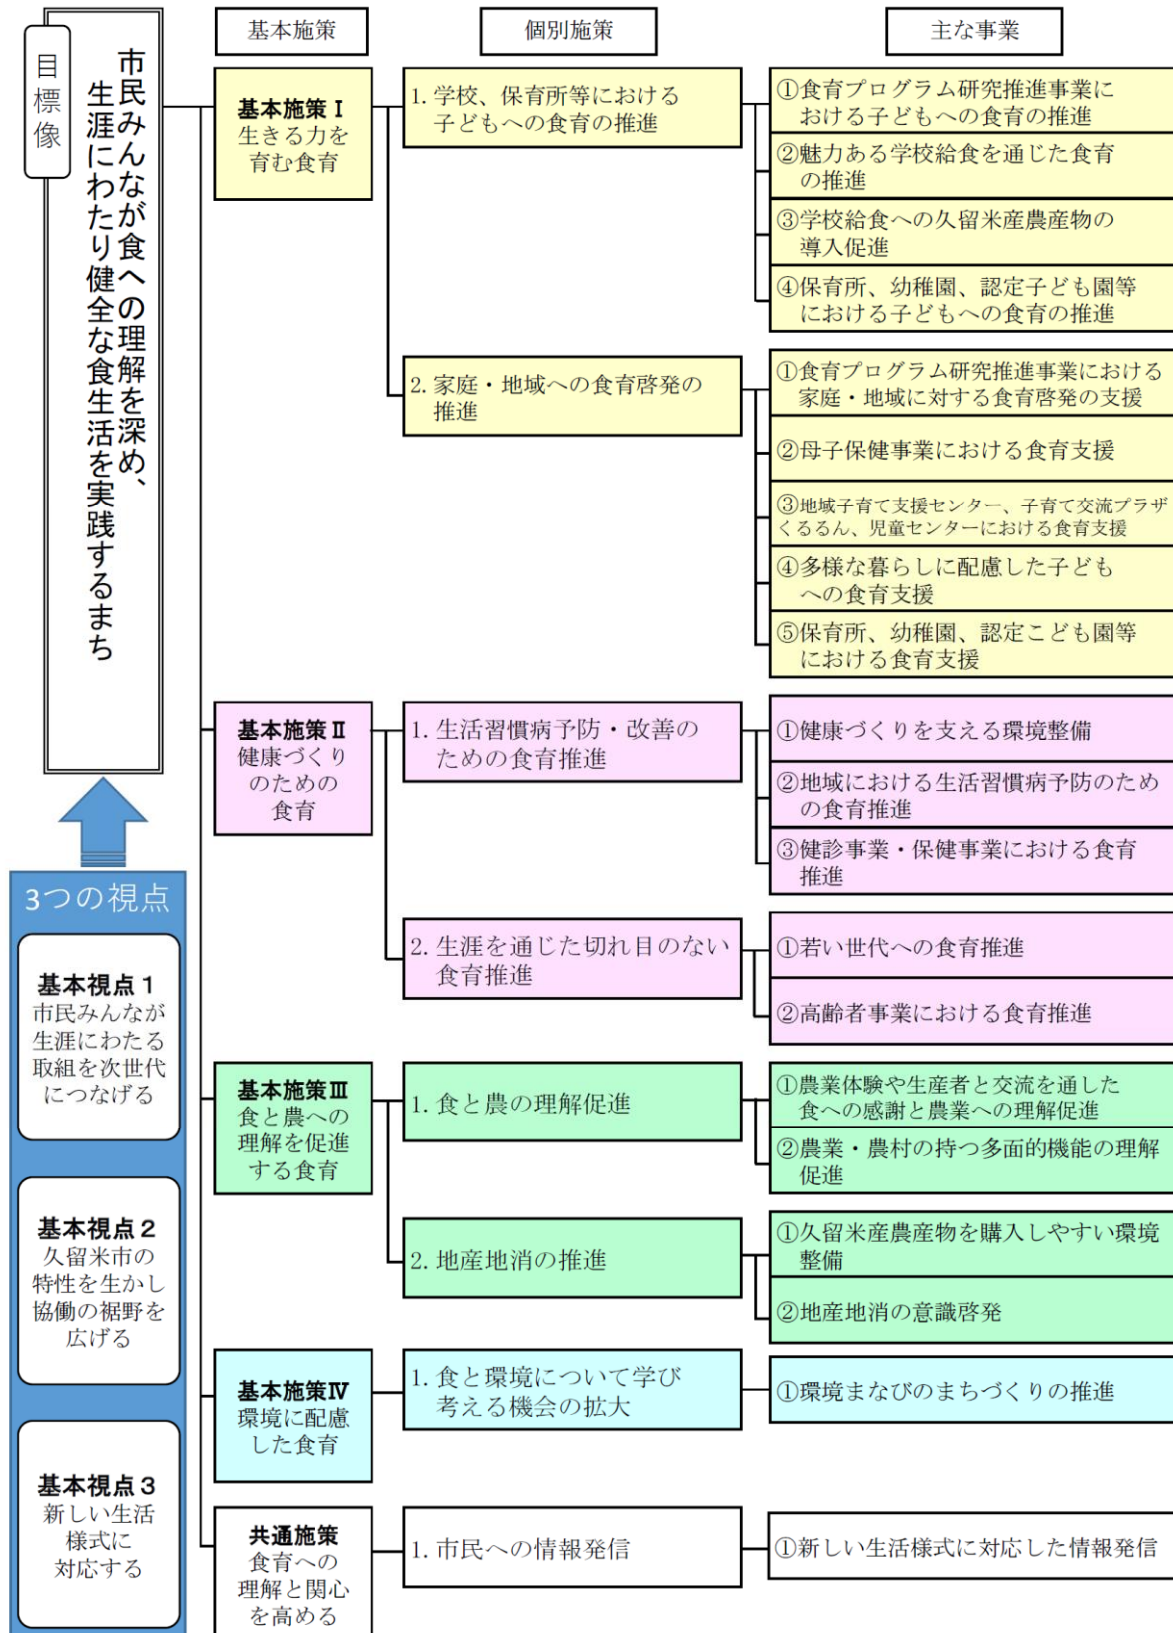 目標像
市民みんなが食への理解を深め、
生涯にわたり健全な食生活を実践するまち
3つの視点
基本視点１
市民みんなが
生涯にわたる
取組を次世代
につなげる
基本視点２
久留米市の
特性を生かし
協働の裾野を
広げる
基本視点３
新しい生活
様式に
対応する
基本施策
個別施策
主な事業
基本施策Ⅰ
生きる力を
育む食育
1. 学校、保育所等における
子どもへの食育の推進
①食育プログラム研究推進事業に
おける子どもへの食育の推進
②魅力ある学校給食を通じた食育
の推進
③学校給食への久留米産農産物の
導入促進
④保育所、幼稚園、認定子ども園等
における子どもへの食育の推進
2. 家庭・地域への食育啓発の
推進
①食育プログラム研究推進事業における
家庭・地域に対する食育啓発の支援
②母子保健事業における食育支援
③地域子育て支援センター、子育て交流プラザ
くるるん、児童センターにおける食育支援
④多様な暮らしに配慮した子ども
への食育支援
⑤保育所、幼稚園、認定こども園等
における食育支援
基本施策Ⅱ
健康づくり
のための
食育
1. 生活習慣病予防・改善の
ための食育推進
①健康づくりを支える環境整備
②地域における生活習慣病予防のため
の食育推進
③健診事業・保健事業における食育
推進
2. 生涯を通じた切れ目のない
食育推進
①若い世代への食育推進
②高齢者事業における食育推進
基本施策Ⅲ
食と農への
理解を促進
する食育
1. 食と農の理解促進
①農業体験や生産者と交流を通した
食への感謝と農業への理解促進
②農業・農村の持つ多面的機能の理解
促進
2. 地産地消の推進
①久留米産農産物を購入しやすい環境
整備
②地産地消の意識啓発
基本施策Ⅳ
環境に配慮
した食育
1. 食と環境について学び
考える機会の拡大
①環境まなびのまちづくりの推進
共通施策
食育への
理解と関心
を高める
1. 市民への情報発信
①新しい生活様式に対応した情報発信